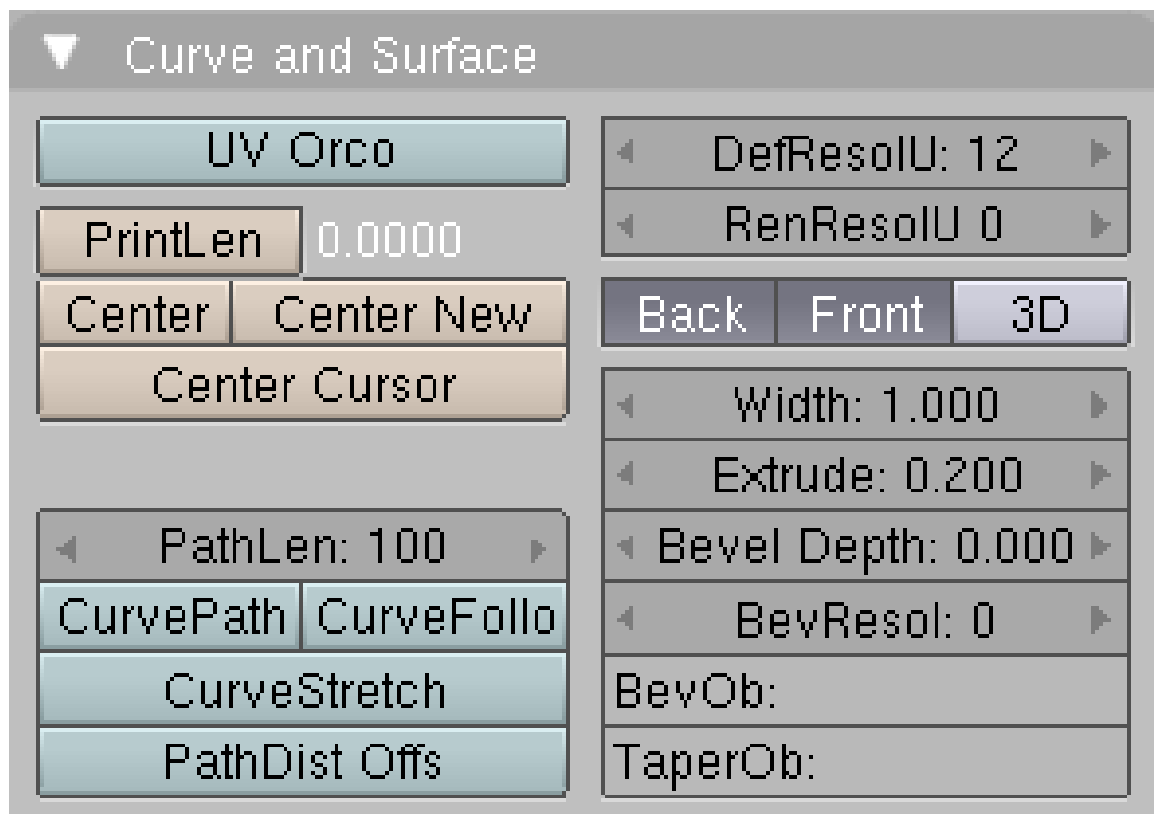 Curve and Surface
UV Orco
PrintLen 0.0000
Center Center New
Center Cursor
PathLen: 100
CurvePath CurveFollo
CurveStretch
PathDist Offs
DefResolU: 12
RenResolU 0
Back Front 3D
Width: 1.000
Extrude: 0.200
Bevel Depth: 0.000
BevResol: 0
BevOb:
TaperOb: